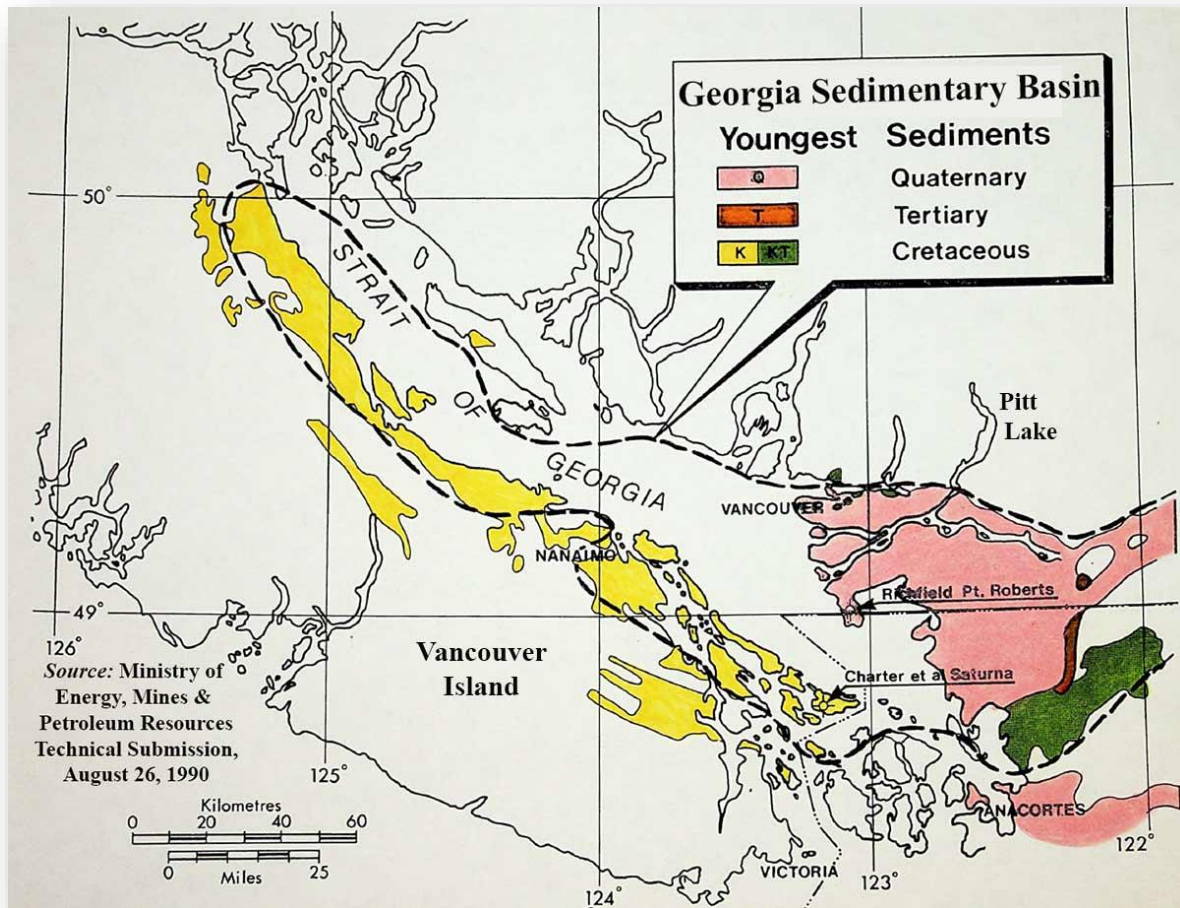 Georgia Sedimentary Basin
Youngest Sediments
Q Quaternary
T Tertiary
K KT Cretaceous
50°
STRAIT
OF
GEORGIA
Pitt
Lake
VANCOUVER
NANAIMO
Richfield Pt. Roberts
49°
126°
Vancouver
Island
Charter et al Saturna
Source: Ministry of
Energy, Mines &
Petroleum Resources
Technical Submission,
August 26, 1990
125°
Kilometres
0 20 40 60
0 25
Miles
ANACORTES
122°
VICTORIA
123°
124°